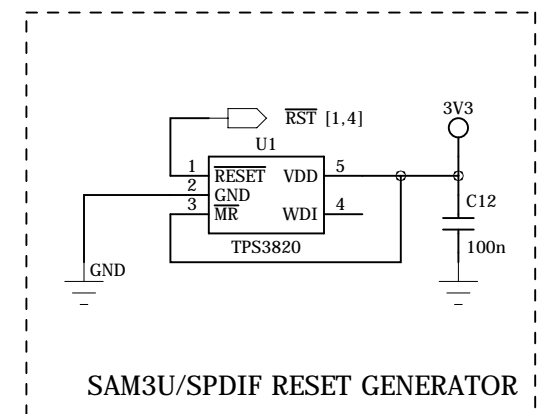 RST [1,4]
3V3
U1
1 RESET VDD 5
2 GND
3 MR WDI 4
C12
TPS3820
100n
GND
SAM3U/SPDIF RESET GENERATOR